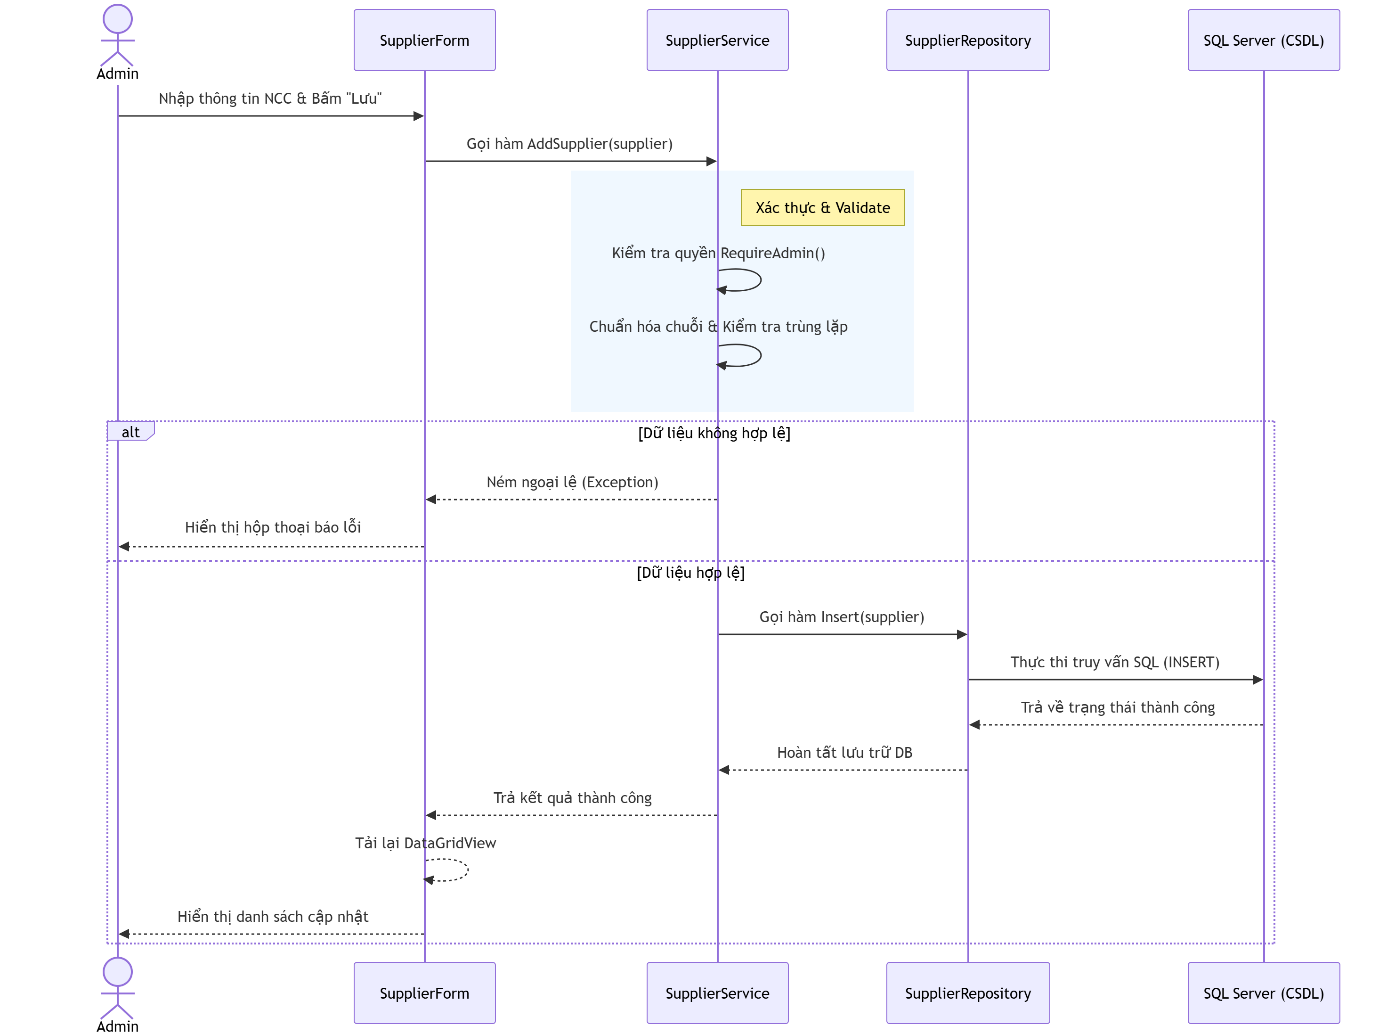 Admin
SupplierForm
SupplierService
SupplierRepository
SQL Server (CSDL)
Nhập thông tin NCC & Bấm "Lưu"
Gọi hàm AddSupplier(supplier)
Xác thực & Validate
Kiểm tra quyền RequireAdmin()
Chuẩn hóa chuỗi & Kiểm tra trùng lặp
alt
[Dữ liệu không hợp lệ]
Ném ngoại lệ (Exception)
Hiển thị hộp thoại báo lỗi
[Dữ liệu hợp lệ]
Gọi hàm Insert(supplier)
Thực thi truy vấn SQL (INSERT)
Trả về trạng thái thành công
Hoàn tất lưu trữ DB
Trả kết quả thành công
Tải lại DataGridView
Hiển thị danh sách cập nhật
Admin
SupplierForm
SupplierService
SupplierRepository
SQL Server (CSDL)